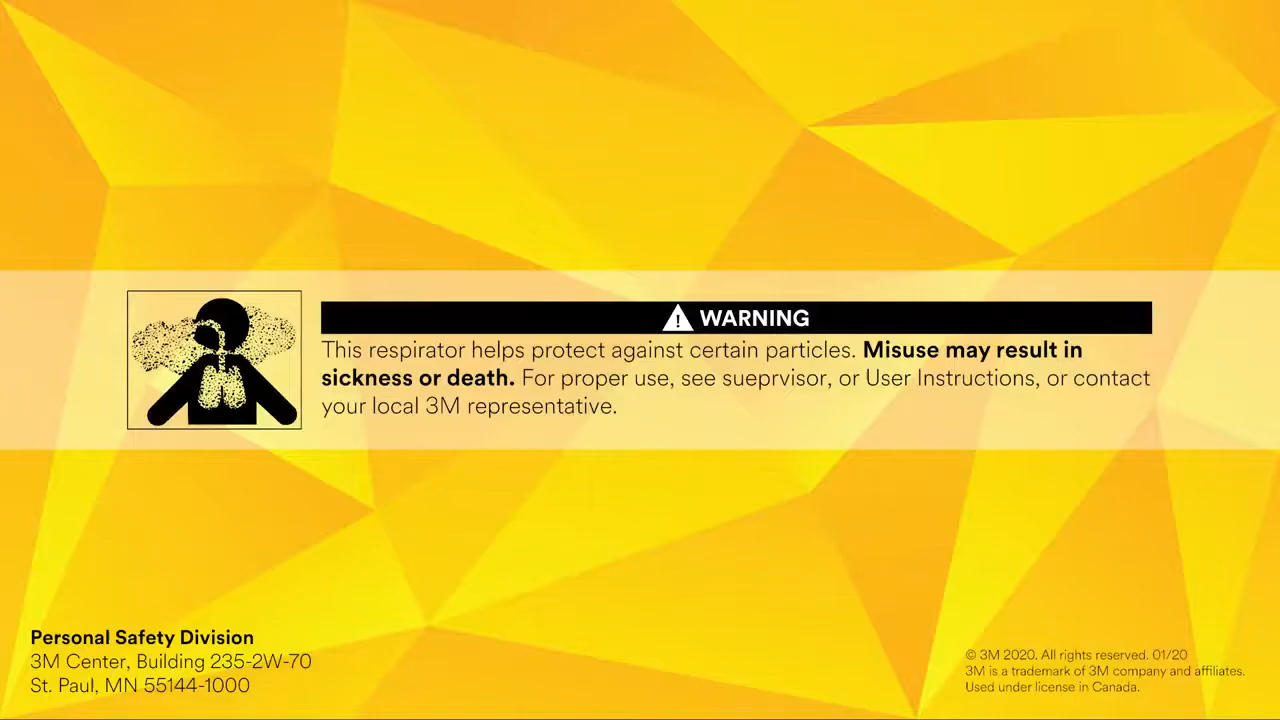 WARNING
This respirator helps protect against certain particles. Misuse may result in
sickness or death. For proper use, see sueprvisor, or User Instructions, or contact
your local 3M representative.
Personal Safety Division
3M Center, Building 235-2W-70
St. Paul, MN 55144-1000
© 3M 2020. All rights reserved. 01/20
3M is a trademark of 3M company and affiliates.
Used under license in Canada.